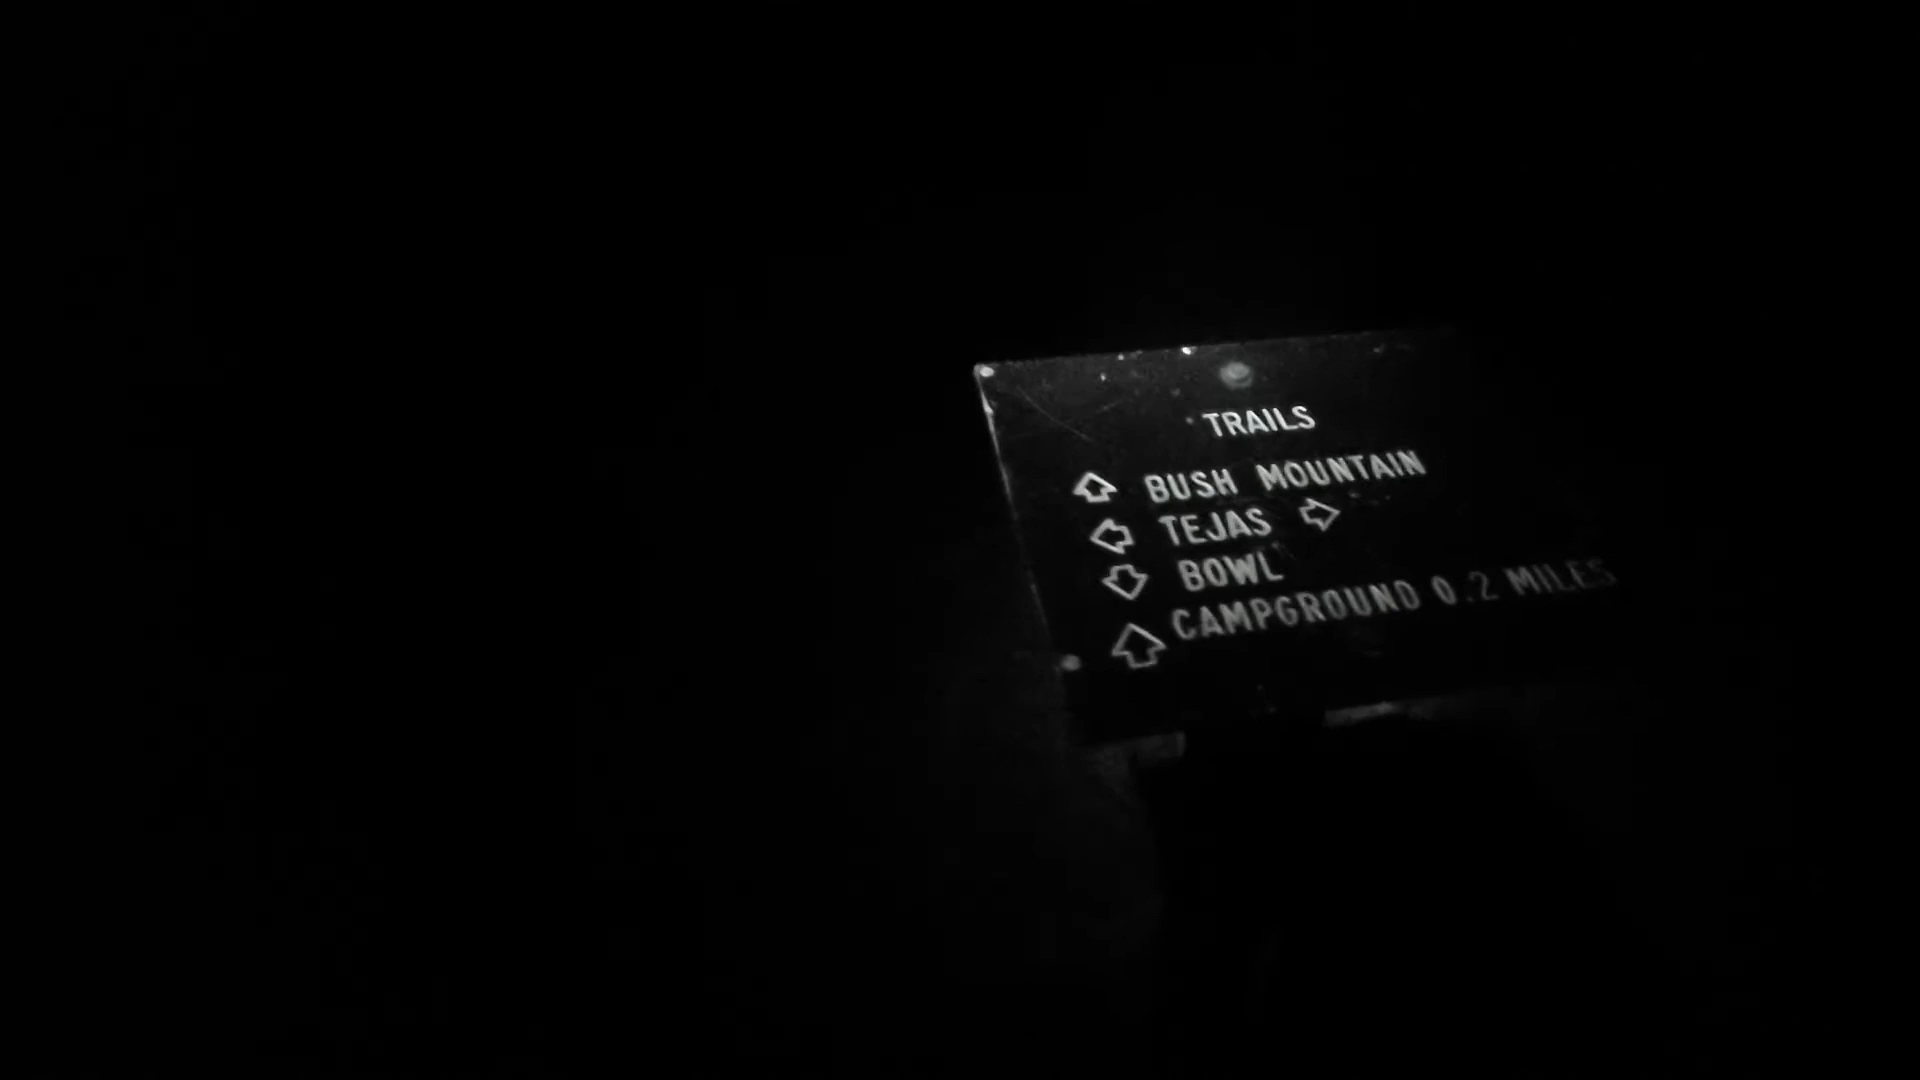 TRAILS
BUSH MOUNTAIN
TEJAS
BOWL
CAMPGROUND 0.2 MILES